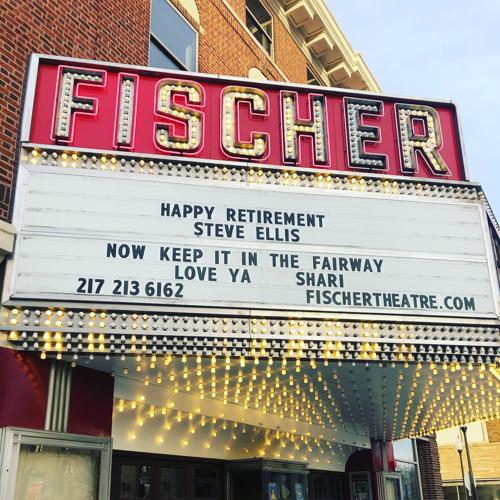 FISCHER
HAPPY RETIREMENT
STEVE ELLIS
NOW KEEP IT IN THE FAIRWAY
LOVE YA SHARI
217 213 6162 FISCHERTHEATRE.COM